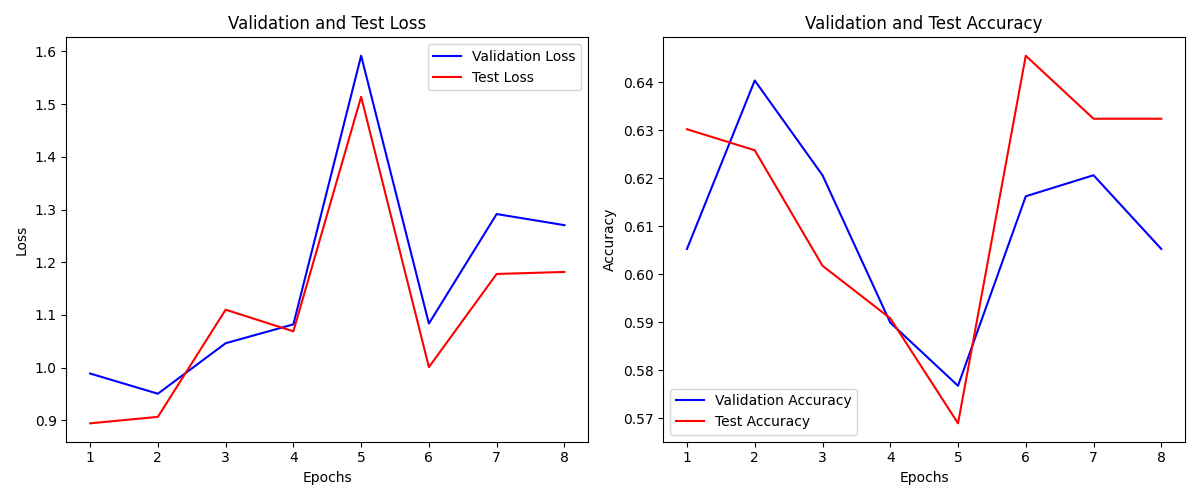 Validation and Test Loss
1.6
1.5
1.4
1.3
1.2
1.1
1.0
0.9
Loss
Validation Loss
Test Loss
1 2 3 4 5 6 7 8
Epochs
Validation and Test Accuracy
0.64
0.63
0.62
0.61
0.60
0.59
0.58
0.57
Accuracy
Validation Accuracy
Test Accuracy
1 2 3 4 5 6 7 8
Epochs